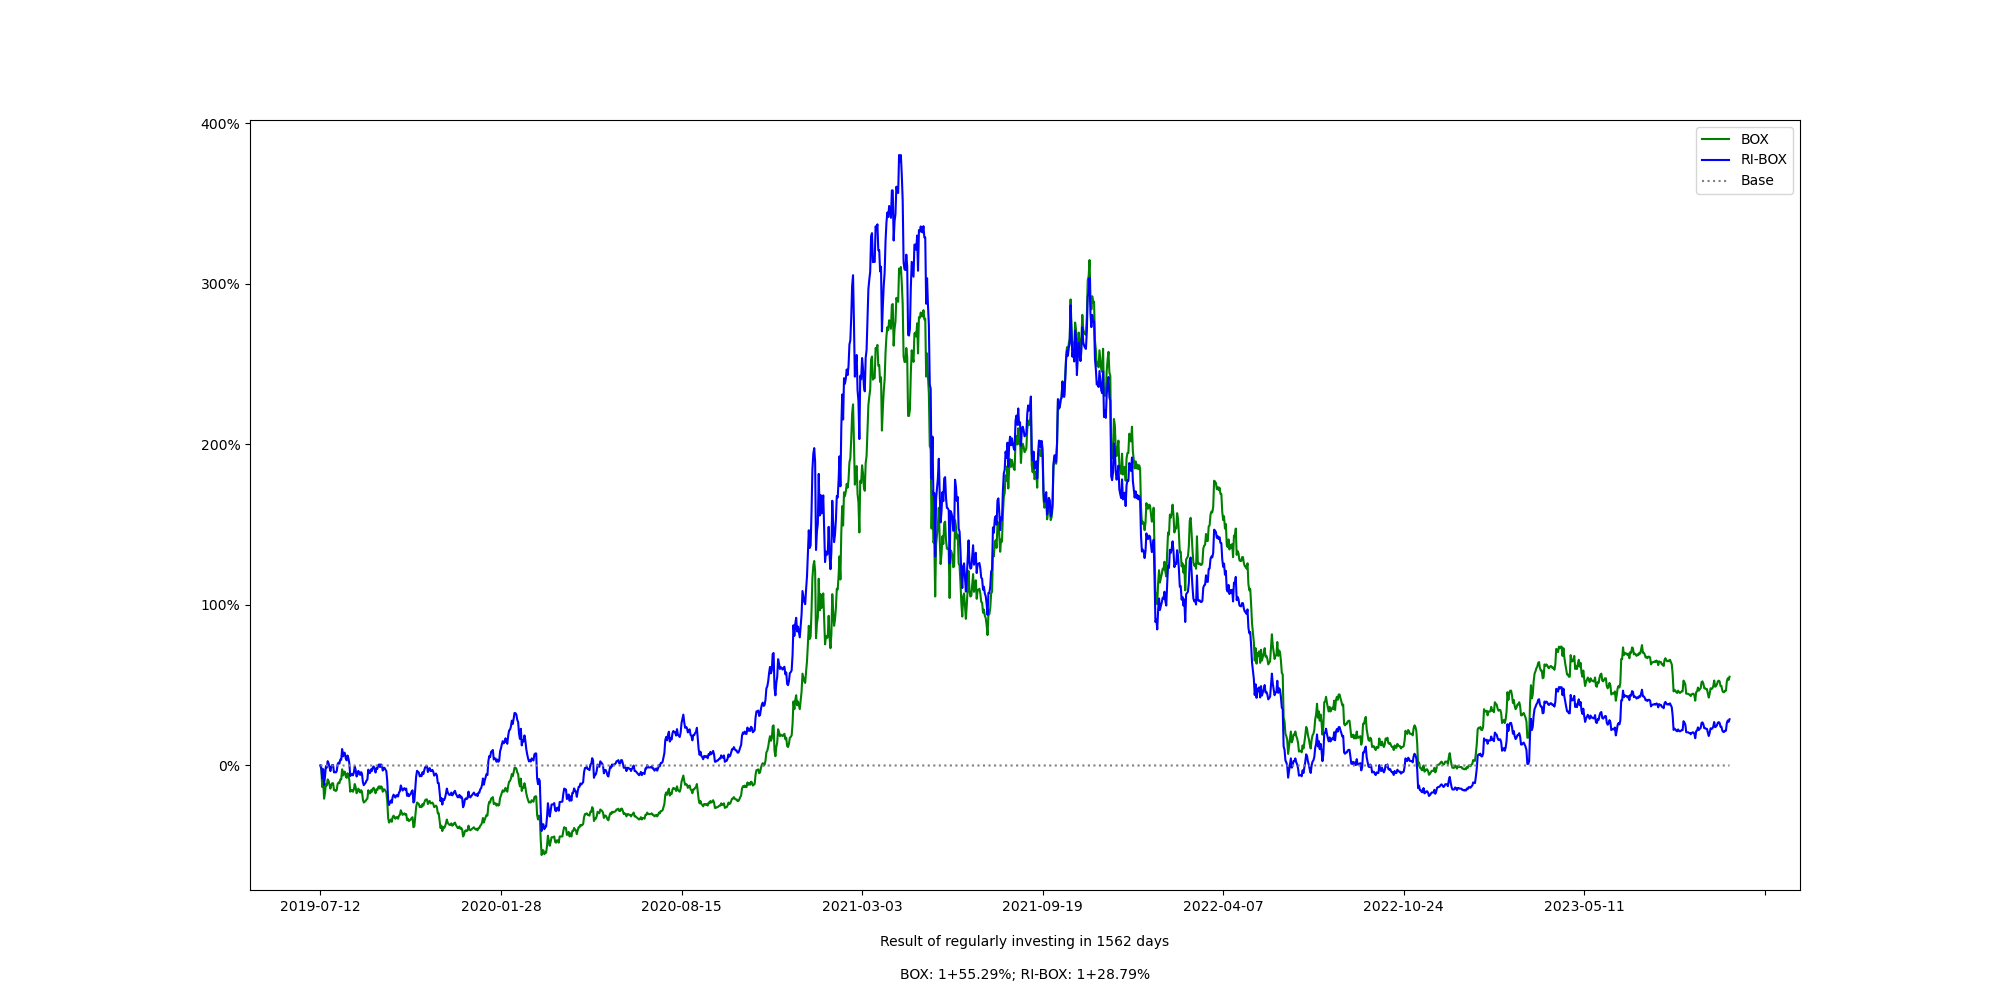 400%
300%
200%
100%
0%
BOX
RI-BOX
Base
2019-07-12 2020-01-28 2020-08-15 2021-03-03 2021-09-19 2022-04-07 2022-10-24 2023-05-11
Result of regularly investing in 1562 days
BOX: 1+55.29%; RI-BOX: 1+28.79%